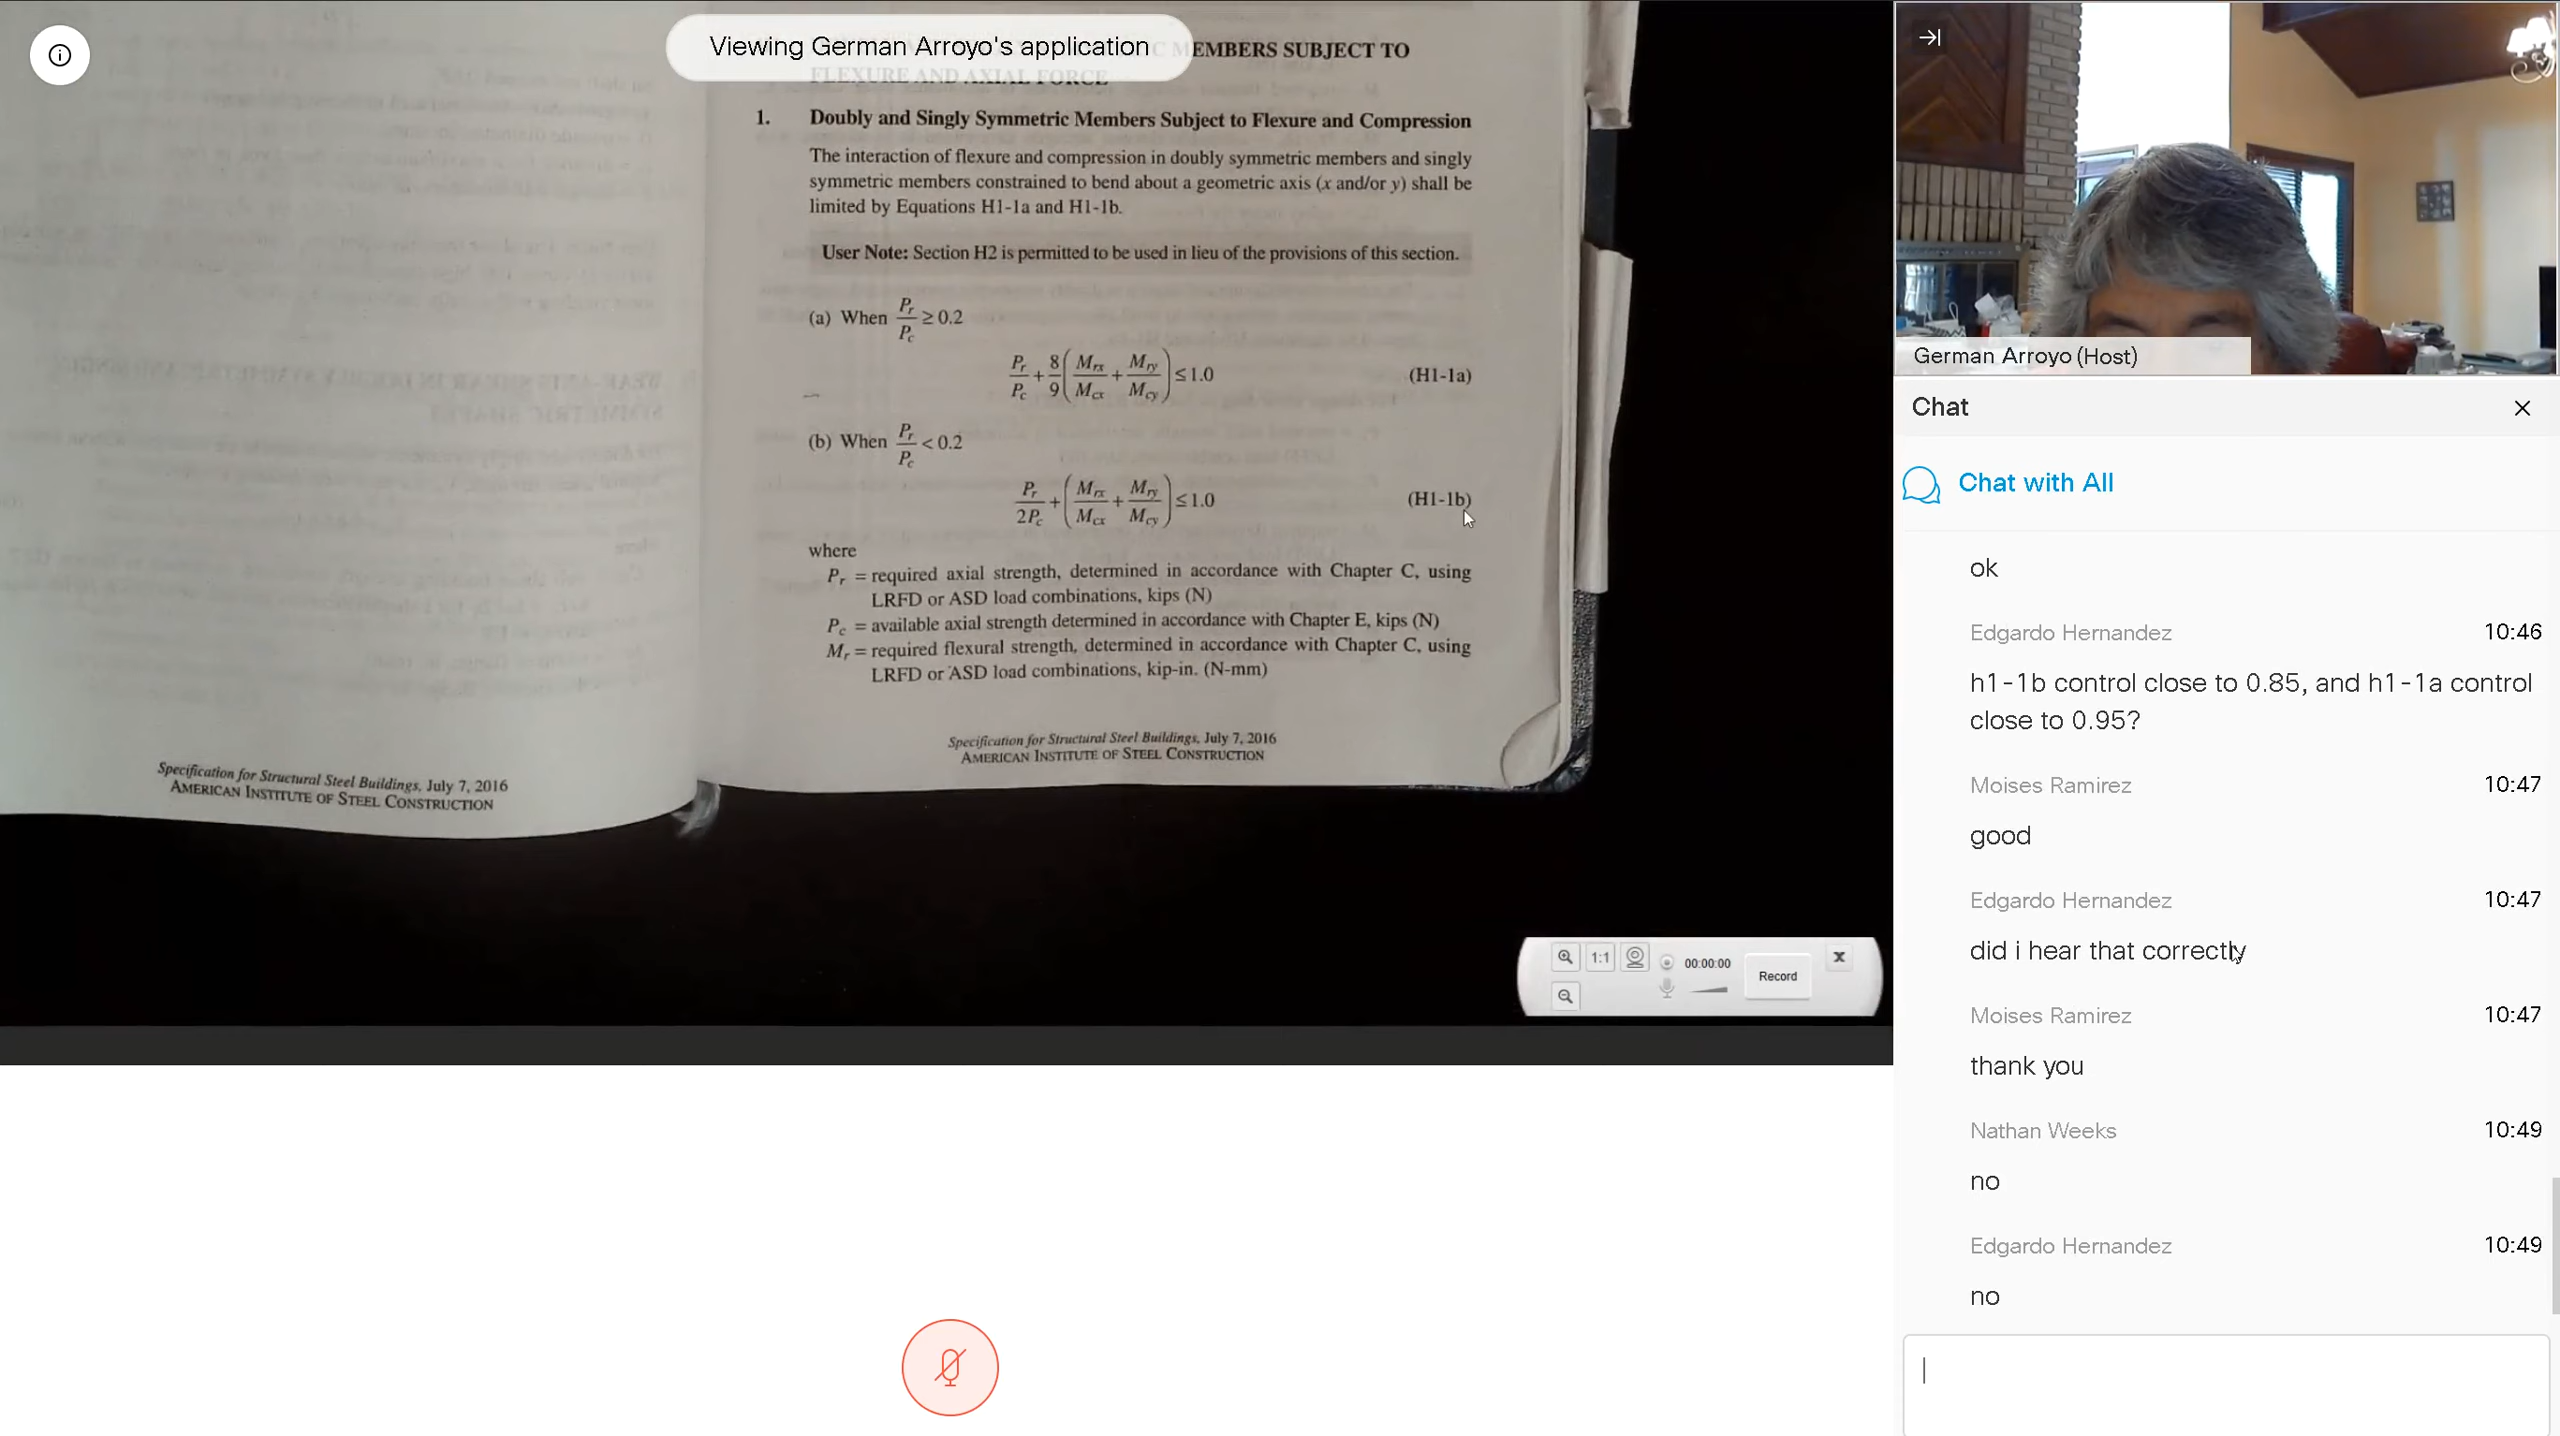 Viewing German Arroyo's application
EMBERS SUBJECT TO
FLEXURE AND AXIAL FORCE
1. Doubly and Singly Symmetric Members Subject to Flexure and Compression
The interaction of flexure and compression in doubly symmetric members and singly
symmetric members constrained to bend about a geometric axis (x and/or y) shall be
limited by Equations H1-1a and H1-1b.
User Note: Section H2 is permitted to be used in lieu of the provisions of this section.
(a) When Pr/Pc ≥ 0.2
Pr/Pc + 8/9 (Mrx/Mcx + Mry/Mcy) ≤ 1.0 (H1-1a)
(b) When Pr/Pc < 0.2
Pr/2Pc + (Mrx/Mcx + Mry/Mcy) ≤ 1.0 (H1-1b)
where
Pr = required axial strength, determined in accordance with Chapter C, using
LRFD or ASD load combinations, kips (N)
Pc = available axial strength determined in accordance with Chapter E, kips (N)
Mr = required flexural strength, determined in accordance with Chapter C, using
LRFD or ASD load combinations, kip-in. (N-mm)
Specification for Structural Steel Buildings, July 7, 2016
AMERICAN INSTITUTE OF STEEL CONSTRUCTION
Specification for Structural Steel Buildings, July 7, 2016
AMERICAN INSTITUTE OF STEEL CONSTRUCTION
1:1
00:00:00
Record
x
German Arroyo (Host)
Chat
Chat with All
ok
Edgardo Hernandez 10:46
h1-1b control close to 0.85, and h1-1a control
close to 0.95?
Moises Ramirez 10:47
good
Edgardo Hernandez 10:47
did i hear that correctly
Moises Ramirez 10:47
thank you
Nathan Weeks 10:49
no
Edgardo Hernandez 10:49
no